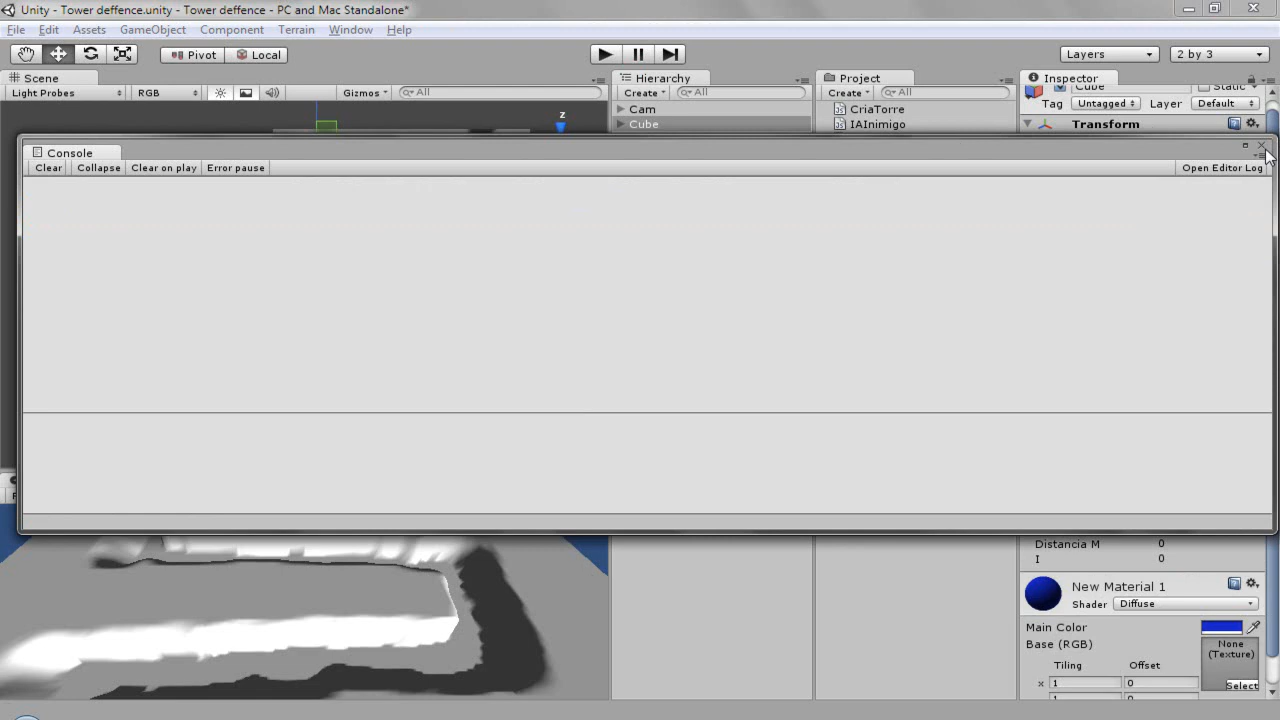 Unity - Tower deffence.unity - Tower deffence - PC and Mac Standalone*
File Edit Assets GameObject Component Terrain Window Help
Pivot Local Layers 2 by 3
Scene Hierarchy Project Inspector
Light Probes RGB Gizmos All Create All Create All Cube Static
Cam CriaTorre Tag Untagged Layer Default
Cube IAInimigo Transform
z
Console
Clear Collapse Clear on play Error pause Open Editor Log
Distancia M 0
I 0
New Material 1
Shader Diffuse
Main Color
Base (RGB) None
(Texture)
Tiling Offset
x 1 0
Select